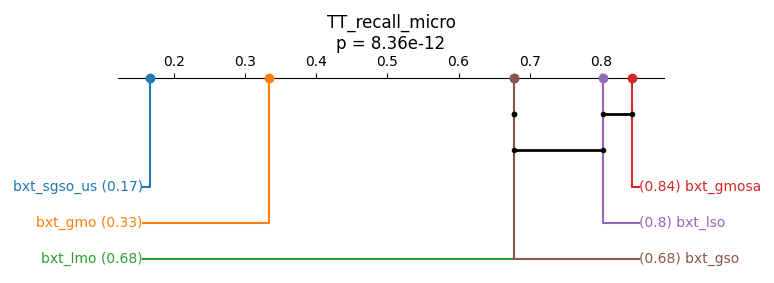 TT_recall_micro
p = 8.36e-12
0.2 0.3 0.4 0.5 0.6 0.7 0.8
bxt_sgso_us (0.17) (0.84) bxt_gmosa
bxt_gmo (0.33) (0.8) bxt_lso
bxt_lmo (0.68) (0.68) bxt_gso